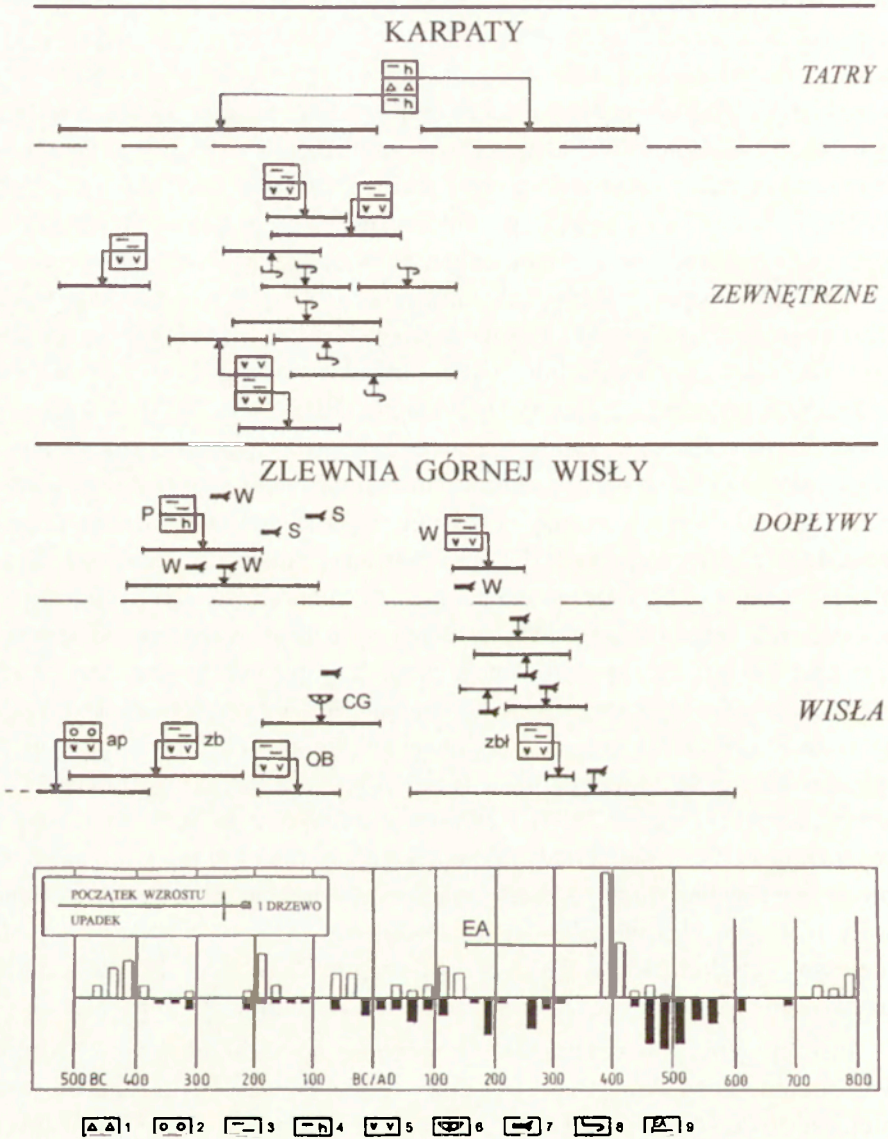 KARPATY
TATRY
ZEWNĘTRZNE
ZLEWNIA GÓRNEJ WISŁY
DOPŁYWY
P W
S S
W
W W
W
WISŁA
CG
ap zb OB zbł
POCZĄTEK WZROSTU
1 DRZEWO
UPADEK
EA
500 BC 400 300 200 100 BC/AD 100 200 300 400 500 600 700 800
1 2 3 h 4 v v 5 6 7 8 EA 9